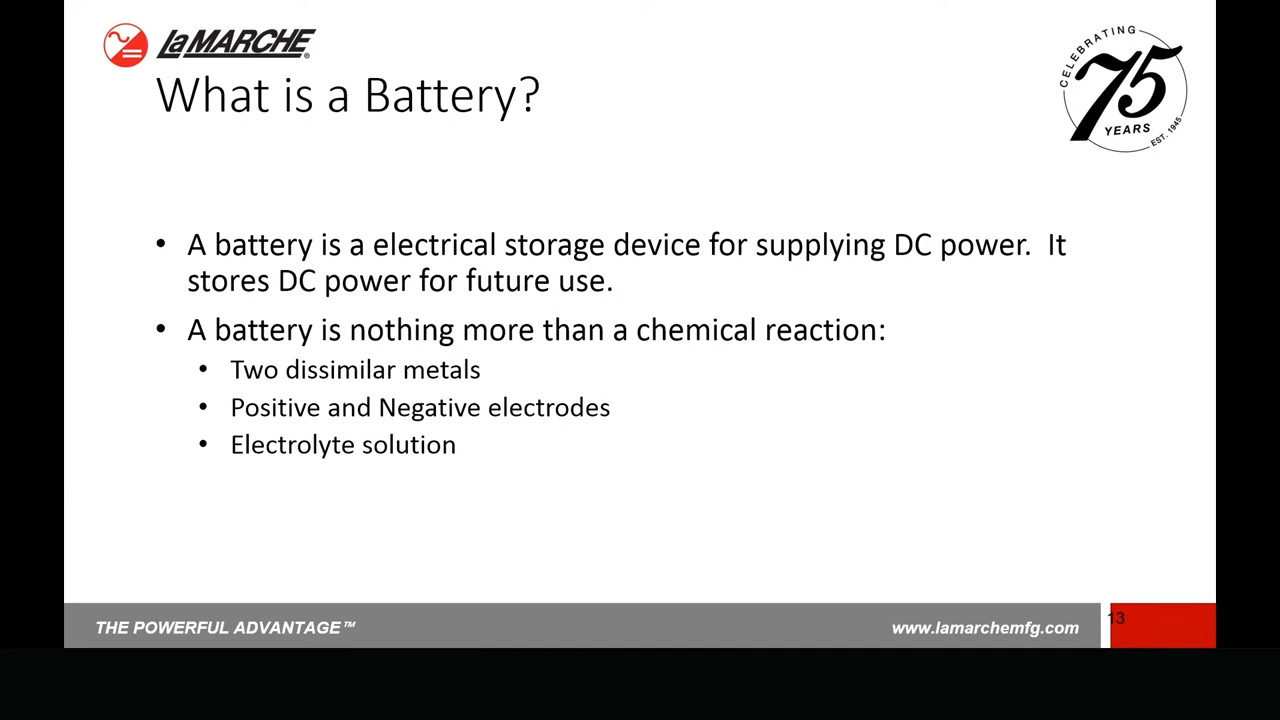 LaMARCHE®
What is a Battery?
CELEBRATING
75
YEARS
EST. 1945
• A battery is a electrical storage device for supplying DC power. It
stores DC power for future use.
• A battery is nothing more than a chemical reaction:
• Two dissimilar metals
• Positive and Negative electrodes
• Electrolyte solution
THE POWERFUL ADVANTAGE™
www.lamarchemfg.com
13